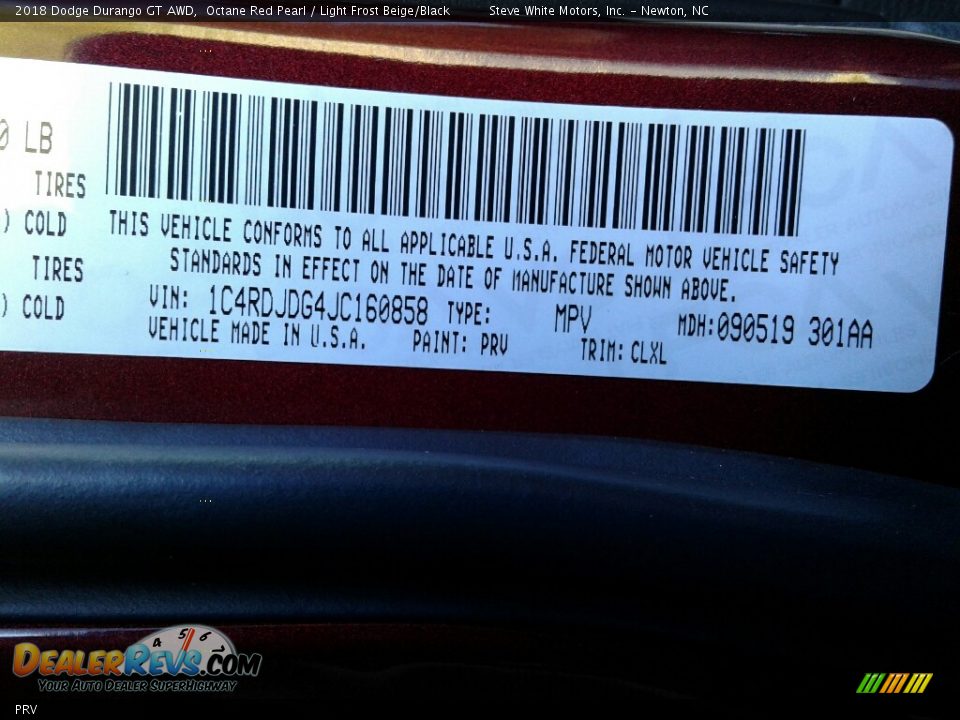 2018 Dodge Durango GT AWD, Octane Red Pearl / Light Frost Beige/Black Steve White Motors, Inc. – Newton, NC
LB
TIRES
) COLD
TIRES
) COLD
THIS VEHICLE CONFORMS TO ALL APPLICABLE U.S.A. FEDERAL MOTOR VEHICLE SAFETY
STANDARDS IN EFFECT ON THE DATE OF MANUFACTURE SHOWN ABOVE.
VIN: 1C4RDJDG4JC160858 TYPE: MPV MDH:090519 301AA
VEHICLE MADE IN U.S.A. PAINT: PRV TRIM: CLXL
4 5 6
DealerRevs.com
Your Auto Dealer SuperHighway
PRV